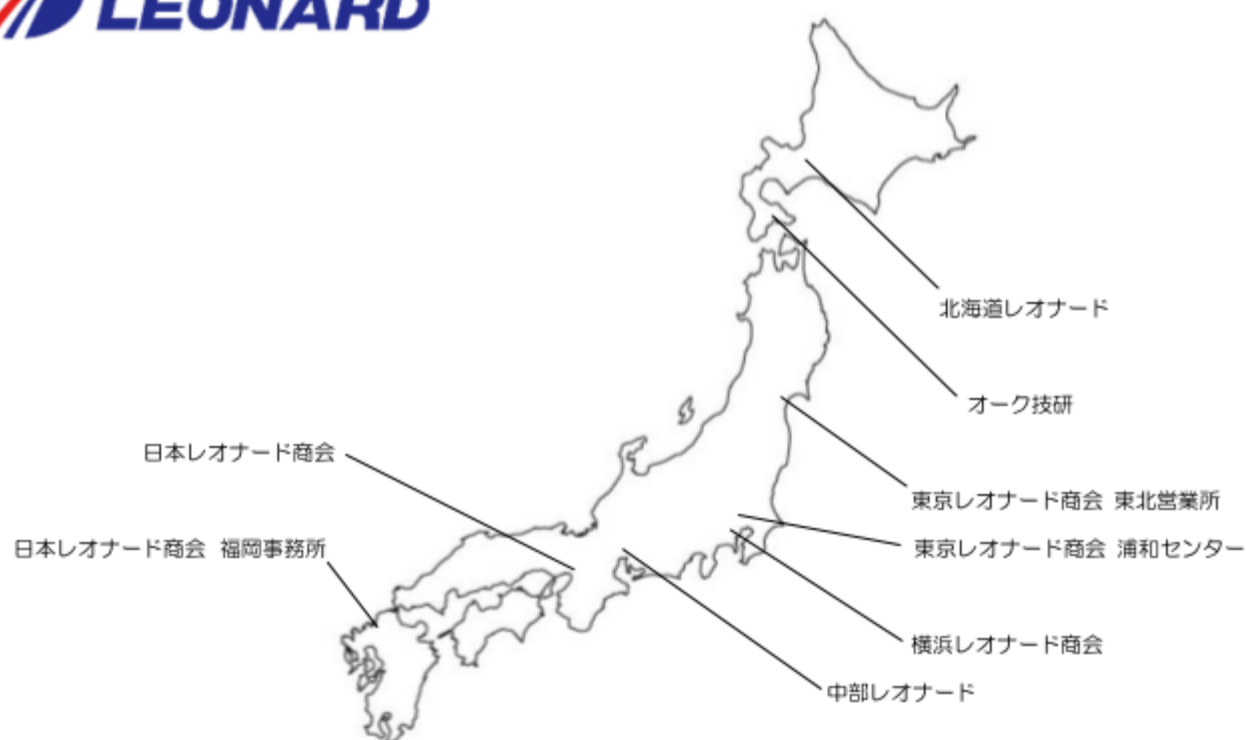 LEONARD
北海道レオナード
オーク技研
日本レオナード商会
東京レオナード商会 東北営業所
日本レオナード商会 福岡事務所
東京レオナード商会 浦和センター
横浜レオナード商会
中部レオナード